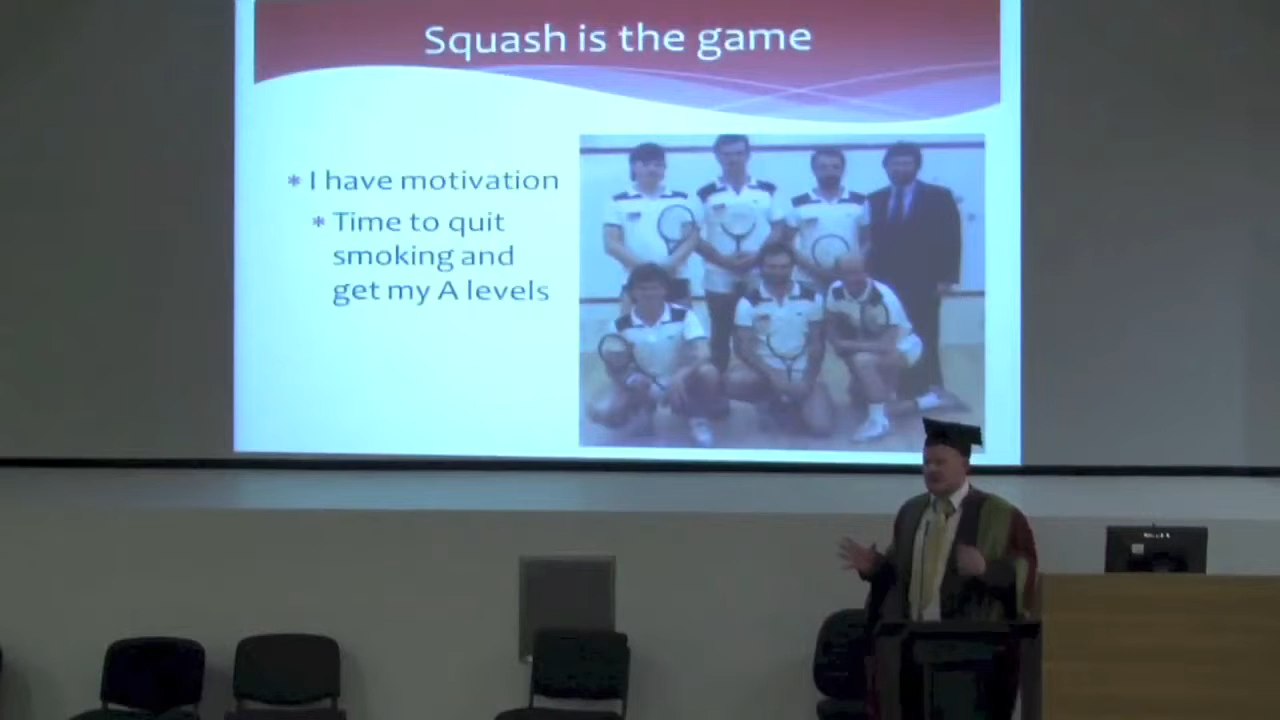 Squash is the game
* I have motivation
* Time to quit
smoking and
get my A levels